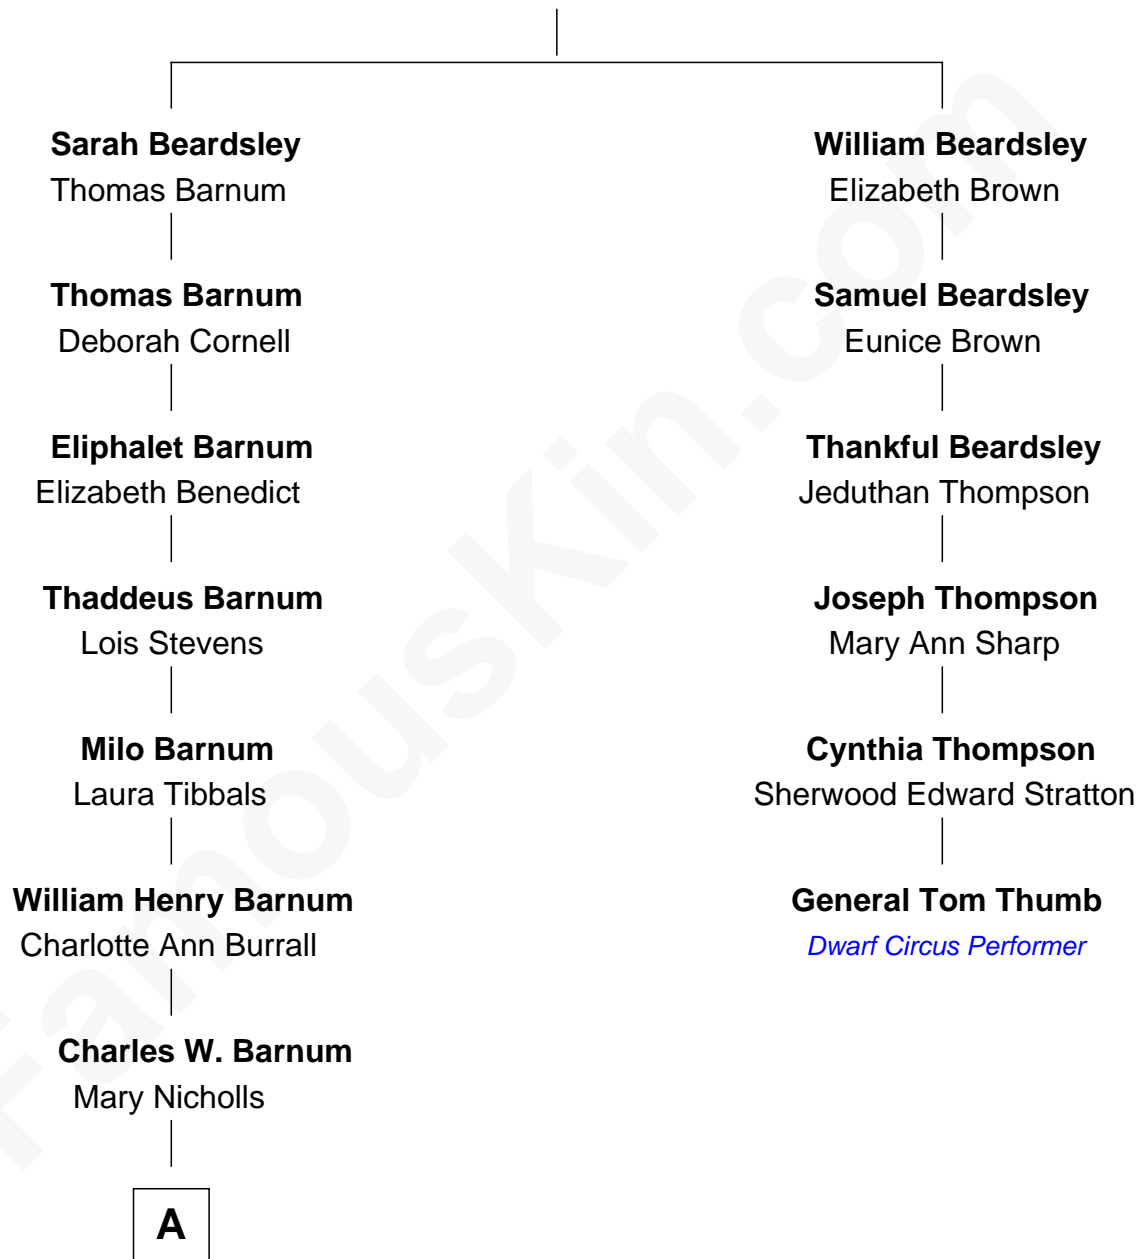 Sarah Beardsley
Thomas Barnum
William Beardsley
Elizabeth Brown
Thomas Barnum
Deborah Cornell
Samuel Beardsley
Eunice Brown
Eliphalet Barnum
Elizabeth Benedict
Thankful Beardsley
Jeduthan Thompson
Thaddeus Barnum
Lois Stevens
Joseph Thompson
Mary Ann Sharp
Milo Barnum
Laura Tibbals
Cynthia Thompson
Sherwood Edward Stratton
William Henry Barnum
Charlotte Ann Burrall
General Tom Thumb
Dwarf Circus Performer
Charles W. Barnum
Mary Nicholls
A
FamousKin.com